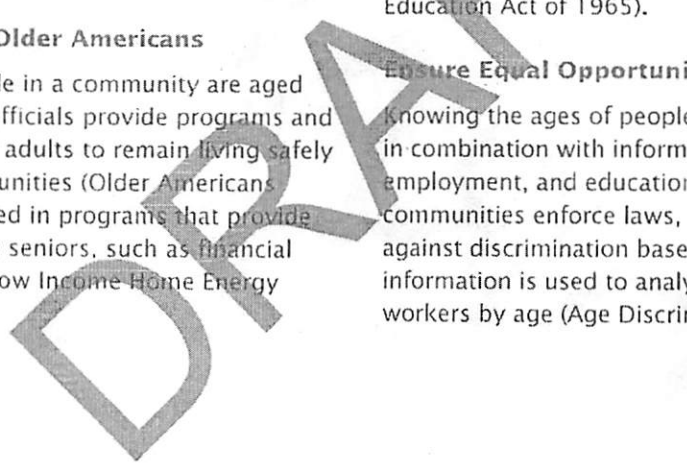 Older Americans
le in a community are aged
fficials provide programs and
adults to remain living safely
unities (Older Americans
ed in programs that provide
seniors, such as financial
ow Income Home Energy
Education Act of 1965).
Ensure Equal Opportuni
Knowing the ages of people
in combination with inform
employment, and education
communities enforce laws,
against discrimination base
information is used to analy
workers by age (Age Discrim
DRA